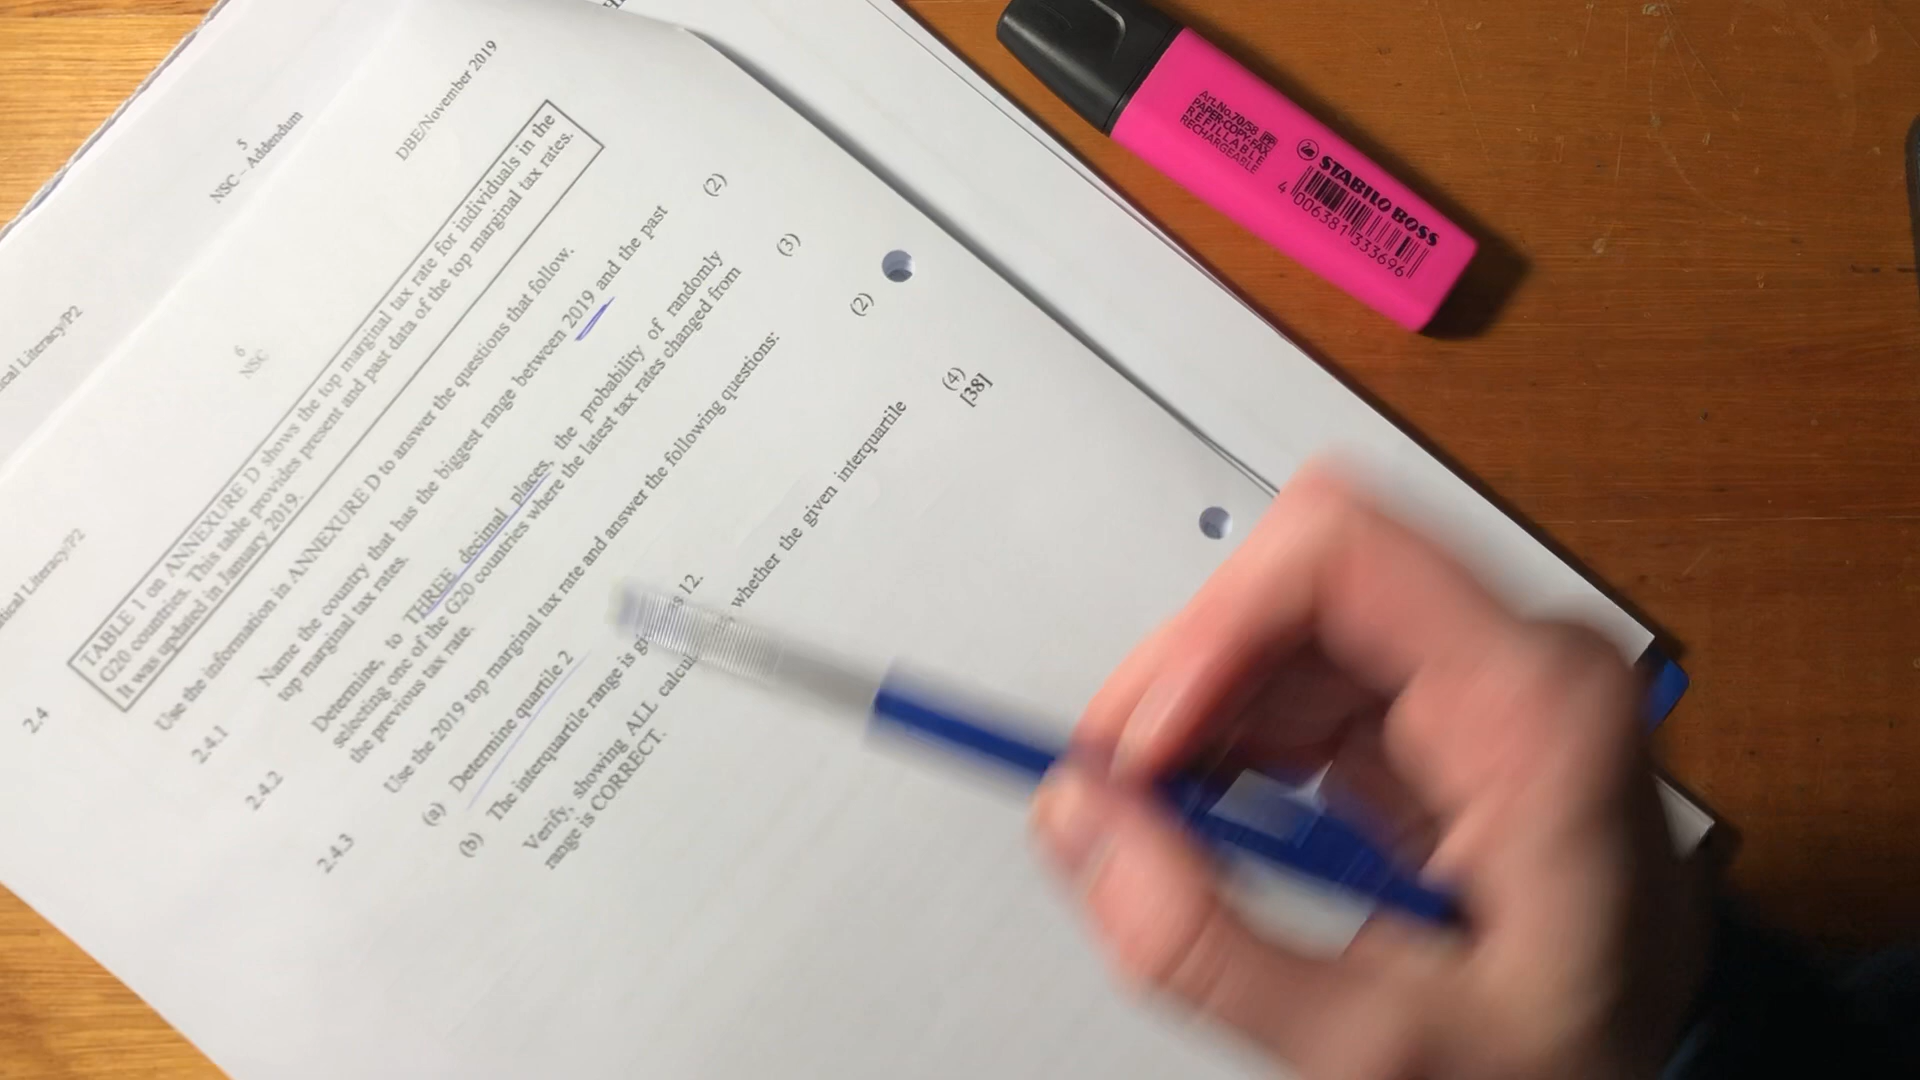 5
NSC – Addendum
DBE/November 2019
cal Literacy/P2
6
NSC
tical Literacy/P2
2.4
TABLE 1 on ANNEXURE D shows the top marginal tax rate for individuals in the
G20 countries. This table provides present and past data of the top marginal tax rates.
It was updated in January 2019.
Use the information in ANNEXURE D to answer the questions that follow.
2.4.1 Name the country that has the biggest range between 2019 and the past
top marginal tax rates. (2)
2.4.2 Determine, to THREE decimal places, the probability of randomly
selecting one of the G20 countries where the latest tax rates changed from
the previous tax rate. (3)
2.4.3 Use the 2019 top marginal tax rate and answer the following questions:
(a) Determine quartile 2 (2)
(b) The interquartile range is 12.
Verify, showing ALL whether the given interquartile
range is CORRECT. (4)
[38]
Art.No.70/58
PAPER·COPY·FAX
REFILLABLE
RECHARGEABLE
STABILO BOSS
4 006381 333696